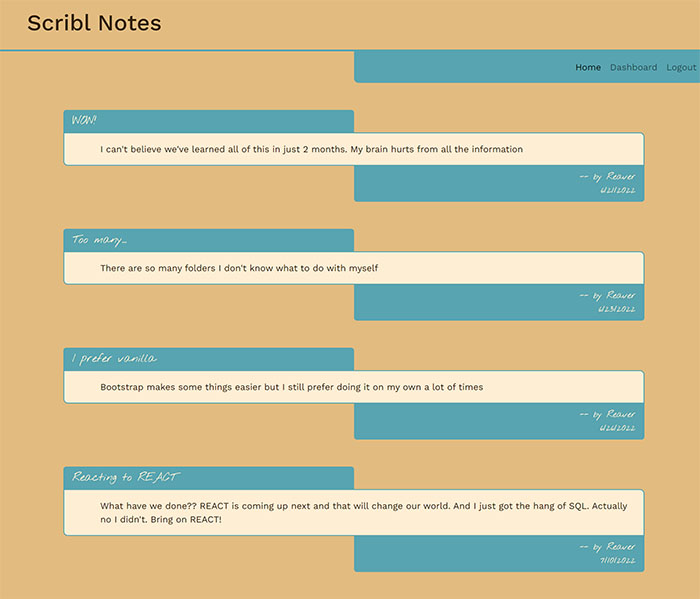 Scribl Notes
Home Dashboard Logout
WOW!
I can't believe we've learned all of this in just 2 months. My brain hurts from all the information
-- by Reaver
6/21/2022
Too many...
There are so many folders I don't know what to do with myself
-- by Reaver
6/23/2022
I prefer vanilla
Bootstrap makes some things easier but I still prefer doing it on my own a lot of times
-- by Reaver
6/26/2022
Reacting to REACT
What have we done?? REACT is coming up next and that will change our world. And I just got the hang of SQL. Actually
no I didn't. Bring on REACT!
-- by Reaver
7/10/2022